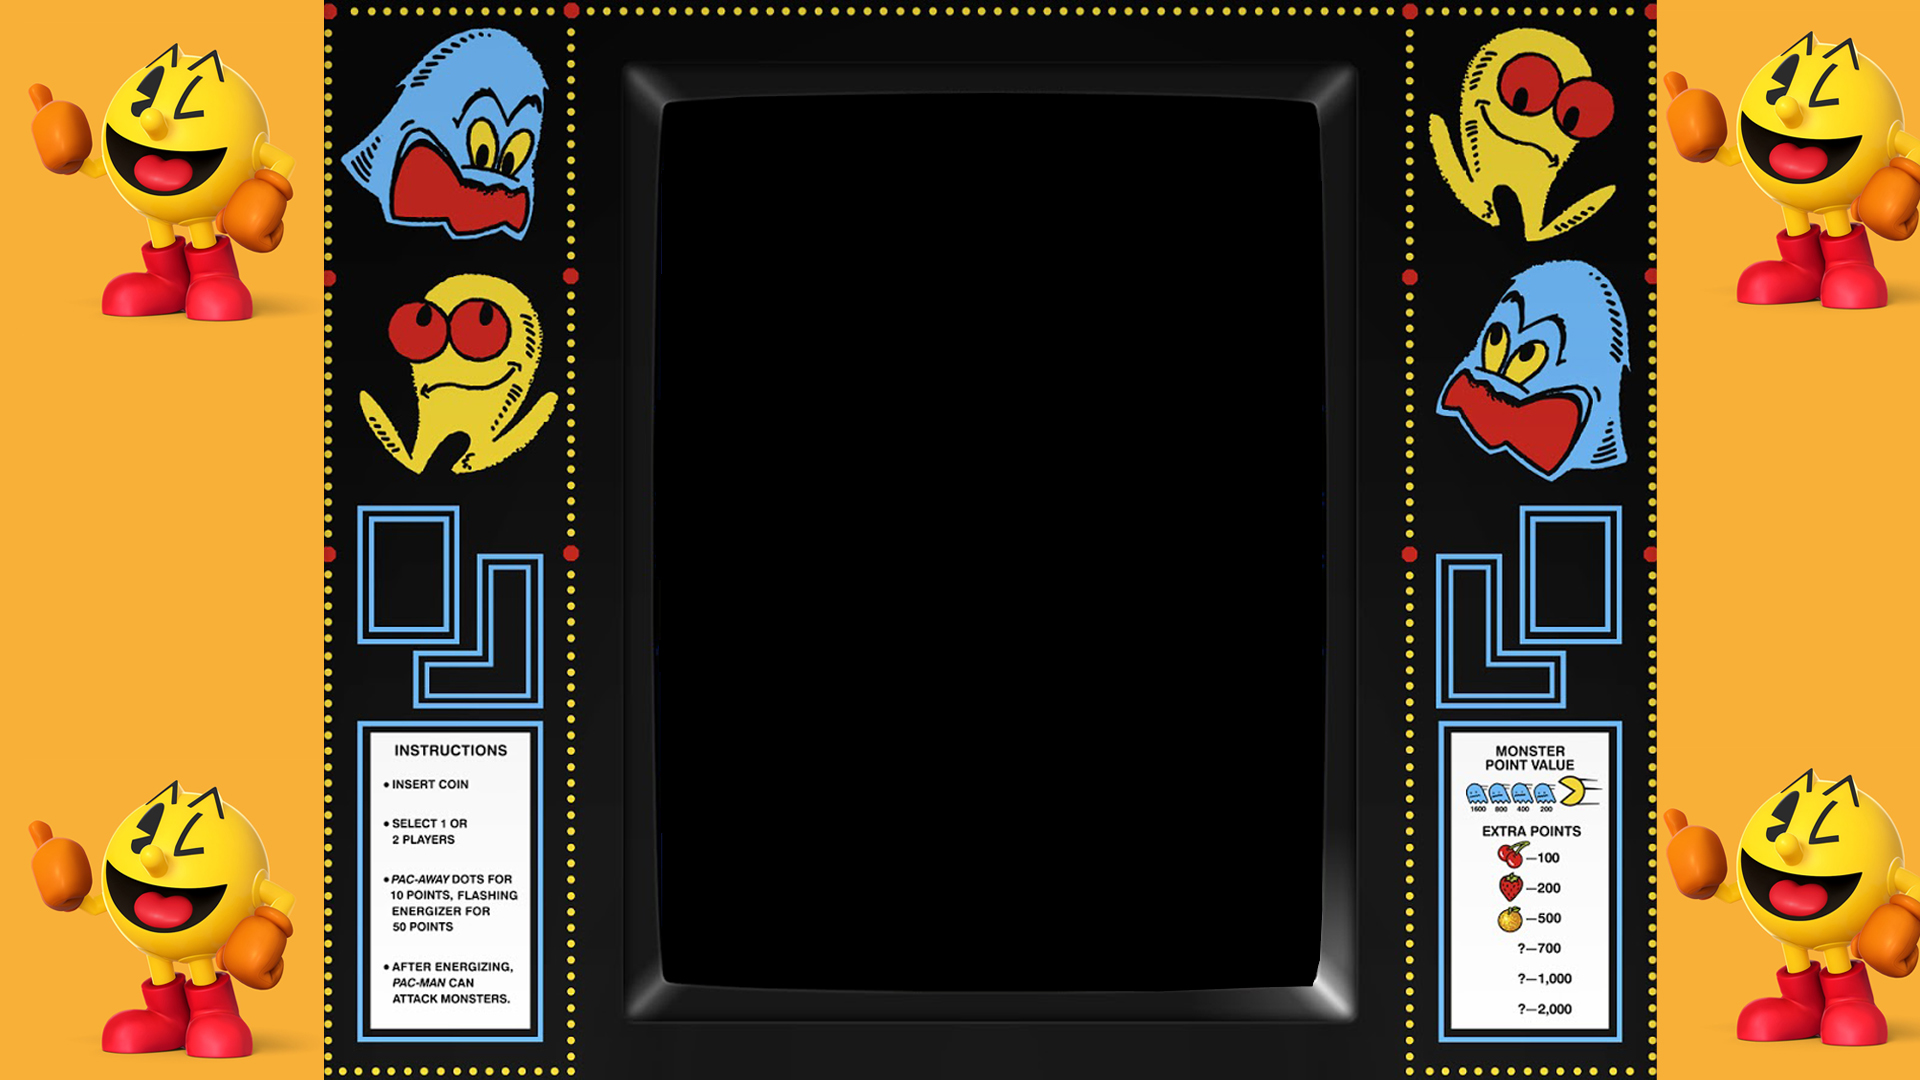 INSTRUCTIONS
• INSERT COIN
• SELECT 1 OR
2 PLAYERS
• PAC-AWAY DOTS FOR
10 POINTS, FLASHING
ENERGIZER FOR
50 POINTS
• AFTER ENERGIZING,
PAC-MAN CAN
ATTACK MONSTERS.
MONSTER
POINT VALUE
1600 800 400 200
EXTRA POINTS
—100
—200
—500
?—700
?—1,000
?—2,000